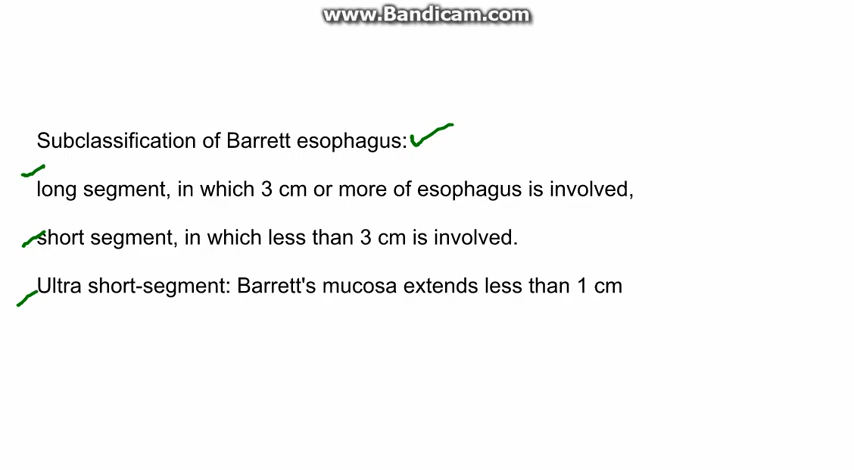 www.Bandicam.com
Subclassification of Barrett esophagus:
long segment, in which 3 cm or more of esophagus is involved,
short segment, in which less than 3 cm is involved.
Ultra short-segment: Barrett's mucosa extends less than 1 cm